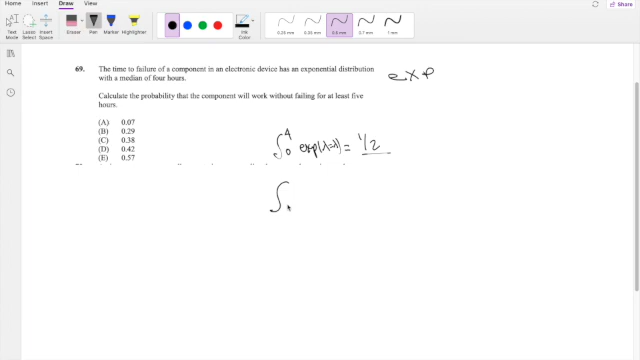 Home Insert Draw View
Text Mode
Lasso Select
Insert Space
Eraser
Pen
Marker
Highlighter
Ink Color
0.25 mm
0.35 mm
0.5 mm
0.7 mm
1 mm
69. The time to failure of a component in an electronic device has an exponential distribution
with a median of four hours.
Calculate the probability that the component will work without failing for at least five
hours.
(A) 0.07
(B) 0.29
(C) 0.38
(D) 0.42
(E) 0.57
exp
∫₀⁴ exp(λ=λ) = 1/2
∫